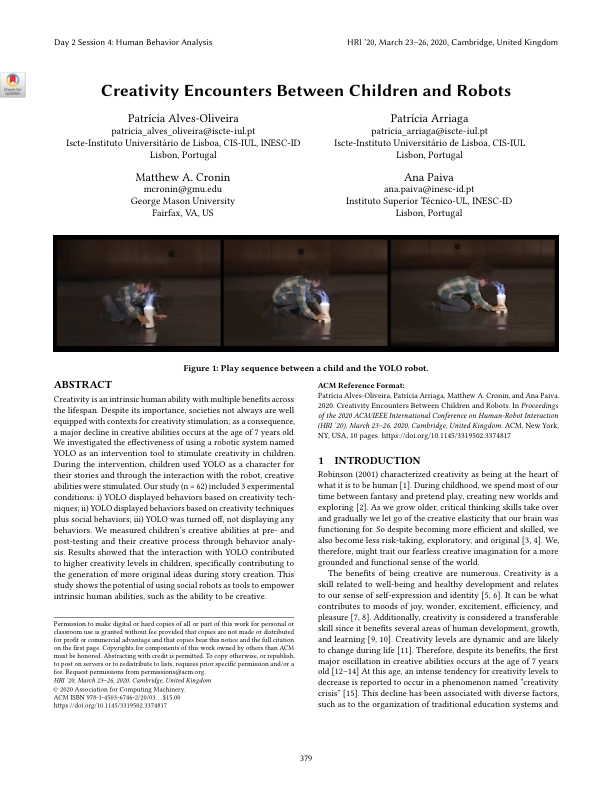 Day 2 Session 4: Human Behavior Analysis
HRI '20, March 23–26, 2020, Cambridge, United Kingdom
Check for
updates
Creativity Encounters Between Children and Robots
Patrícia Alves-Oliveira
patricia_alves_oliveira@iscte-iul.pt
Iscte-Instituto Universitário de Lisboa, CIS-IUL, INESC-ID
Lisbon, Portugal
Patrícia Arriaga
patricia_arriaga@iscte-iul.pt
Iscte-Instituto Universitário de Lisboa, CIS-IUL
Lisbon, Portugal
Matthew A. Cronin
mcronin@gmu.edu
George Mason University
Fairfax, VA, US
Ana Paiva
ana.paiva@inesc-id.pt
Instituto Superior Técnico-UL, INESC-ID
Lisbon, Portugal
Figure 1: Play sequence between a child and the YOLO robot.
ABSTRACT
Creativity is an intrinsic human ability with multiple benefits across
the lifespan. Despite its importance, societies not always are well
equipped with contexts for creativity stimulation; as a consequence,
a major decline in creative abilities occurs at the age of 7 years old.
We investigated the effectiveness of using a robotic system named
YOLO as an intervention tool to stimulate creativity in children.
During the intervention, children used YOLO as a character for
their stories and through the interaction with the robot, creative
abilities were stimulated. Our study (n = 62) included 3 experimental
conditions: i) YOLO displayed behaviors based on creativity tech-
niques; ii) YOLO displayed behaviors based on creativity techniques
plus social behaviors; iii) YOLO was turned off, not displaying any
behaviors. We measured children's creative abilities at pre- and
post-testing and their creative process through behavior analy-
sis. Results showed that the interaction with YOLO contributed
to higher creativity levels in children, specifically contributing to
the generation of more original ideas during story creation. This
study shows the potential of using social robots as tools to empower
intrinsic human abilities, such as the ability to be creative.
Permission to make digital or hard copies of all or part of this work for personal or
classroom use is granted without fee provided that copies are not made or distributed
for profit or commercial advantage and that copies bear this notice and the full citation
on the first page. Copyrights for components of this work owned by others than ACM
must be honored. Abstracting with credit is permitted. To copy otherwise, or republish,
to post on servers or to redistribute to lists, requires prior specific permission and/or a
fee. Request permissions from permissions@acm.org.
HRI '20, March 23–26, 2020, Cambridge, United Kingdom
© 2020 Association for Computing Machinery.
ACM ISBN 978-1-4503-6746-2/20/03...$15.00
https://doi.org/10.1145/3319502.3374817
ACM Reference Format:
Patrícia Alves-Oliveira, Patrícia Arriaga, Matthew A. Cronin, and Ana Paiva.
2020. Creativity Encounters Between Children and Robots. In Proceedings
of the 2020 ACM/IEEE International Conference on Human-Robot Interaction
(HRI '20), March 23–26, 2020, Cambridge, United Kingdom. ACM, New York,
NY, USA, 10 pages. https://doi.org/10.1145/3319502.3374817
1 INTRODUCTION
Robinson (2001) characterized creativity as being at the heart of
what it is to be human [1]. During childhood, we spend most of our
time between fantasy and pretend play, creating new worlds and
exploring [2]. As we grow older, critical thinking skills take over
and gradually we let go of the creative elasticity that our brain was
functioning for. So despite becoming more efficient and skilled, we
also become less risk-taking, exploratory, and original [3, 4]. We,
therefore, might trait our fearless creative imagination for a more
grounded and functional sense of the world.
The benefits of being creative are numerous. Creativity is a
skill related to well-being and healthy development and relates
to our sense of self-expression and identity [5, 6]. It can be what
contributes to moods of joy, wonder, excitement, efficiency, and
pleasure [7, 8]. Additionally, creativity is considered a transferable
skill since it benefits several areas of human development, growth,
and learning [9, 10]. Creativity levels are dynamic and are likely
to change during life [11]. Therefore, despite its benefits, the first
major oscillation in creative abilities occurs at the age of 7 years
old [12–14] At this age, an intense tendency for creativity levels to
decrease is reported to occur in a phenomenon named "creativity
crisis" [15]. This decline has been associated with diverse factors,
such as to the organization of traditional education systems and
379